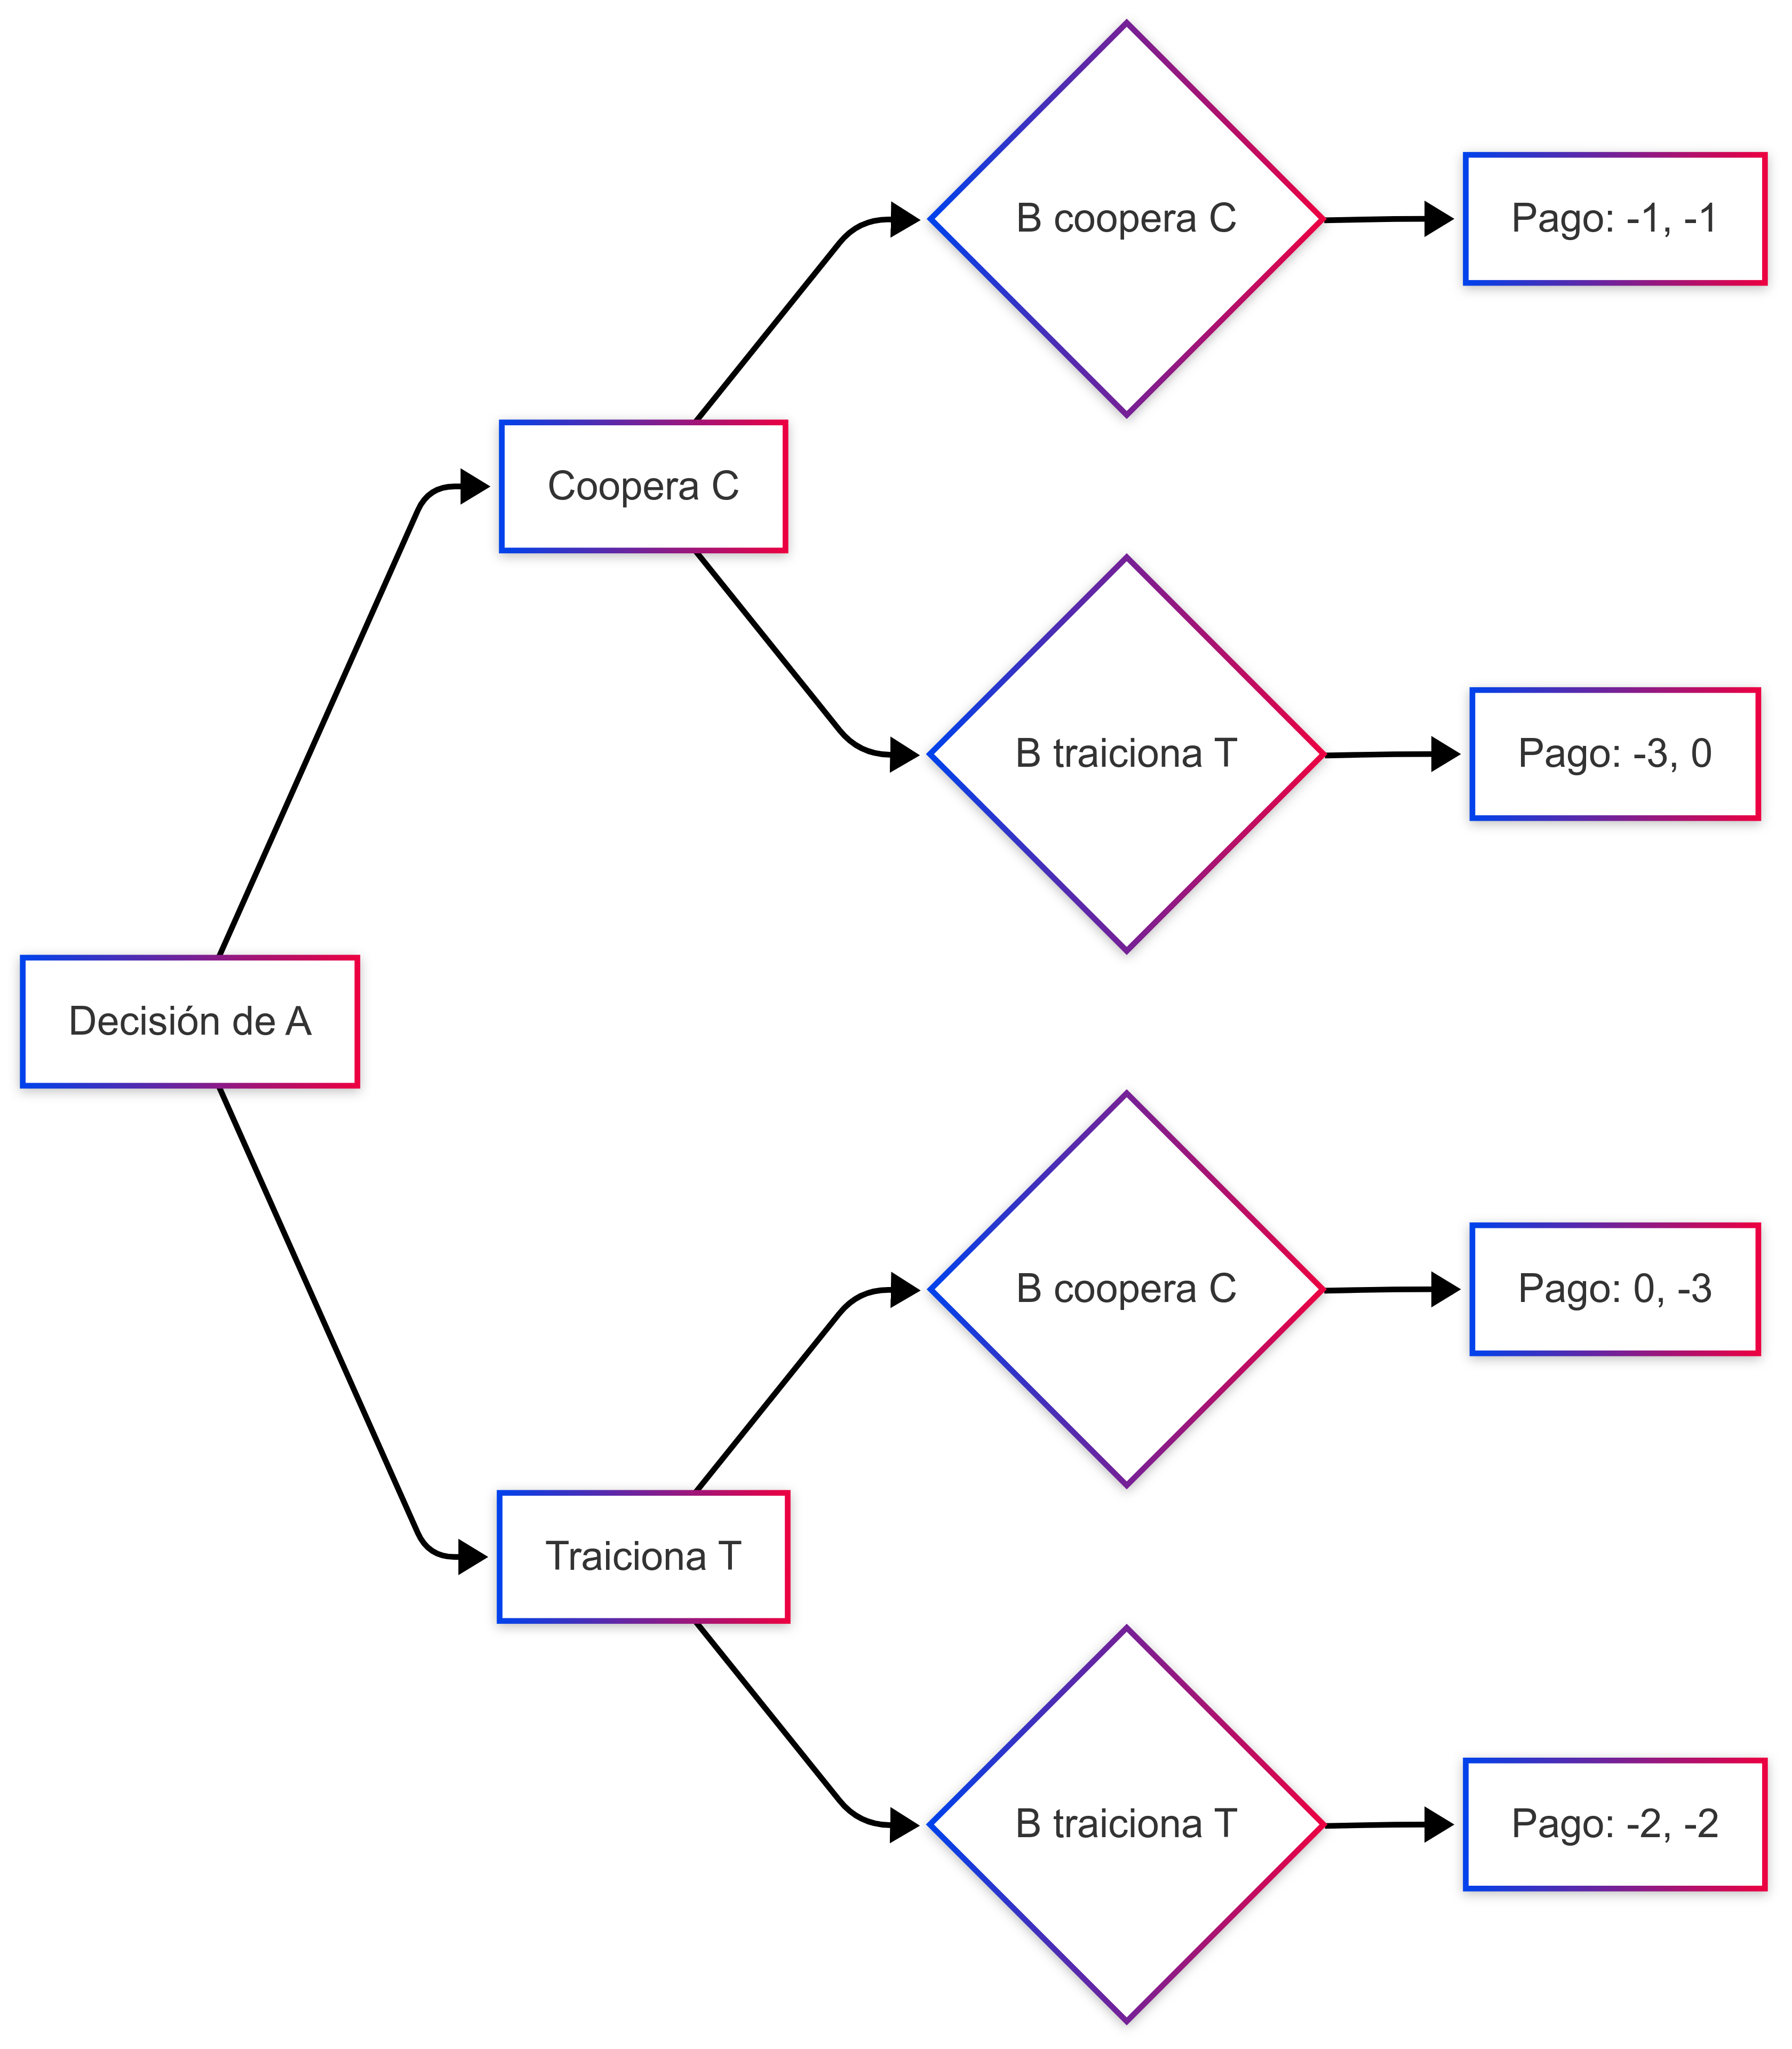 B coopera C
Pago: -1, -1
Coopera C
B traiciona T
Pago: -3, 0
Decisión de A
B coopera C
Pago: 0, -3
Traiciona T
B traiciona T
Pago: -2, -2